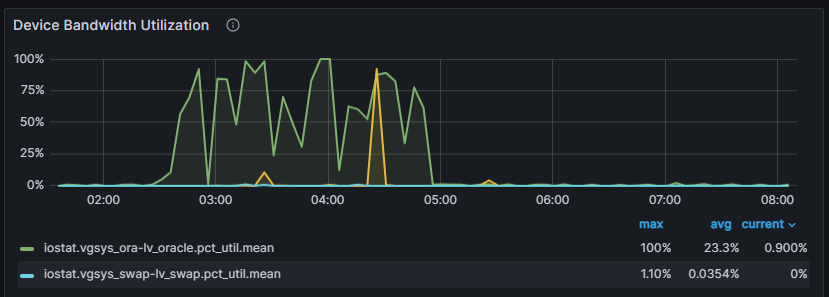 Device Bandwidth Utilization
100%
75%
50%
25%
0%
02:00 03:00 04:00 05:00 06:00 07:00 08:00
max avg current
iostat.vgsys_ora-lv_oracle.pct_util.mean 100% 23.3% 0.900%
iostat.vgsys_swap-lv_swap.pct_util.mean 1.10% 0.0354% 0%